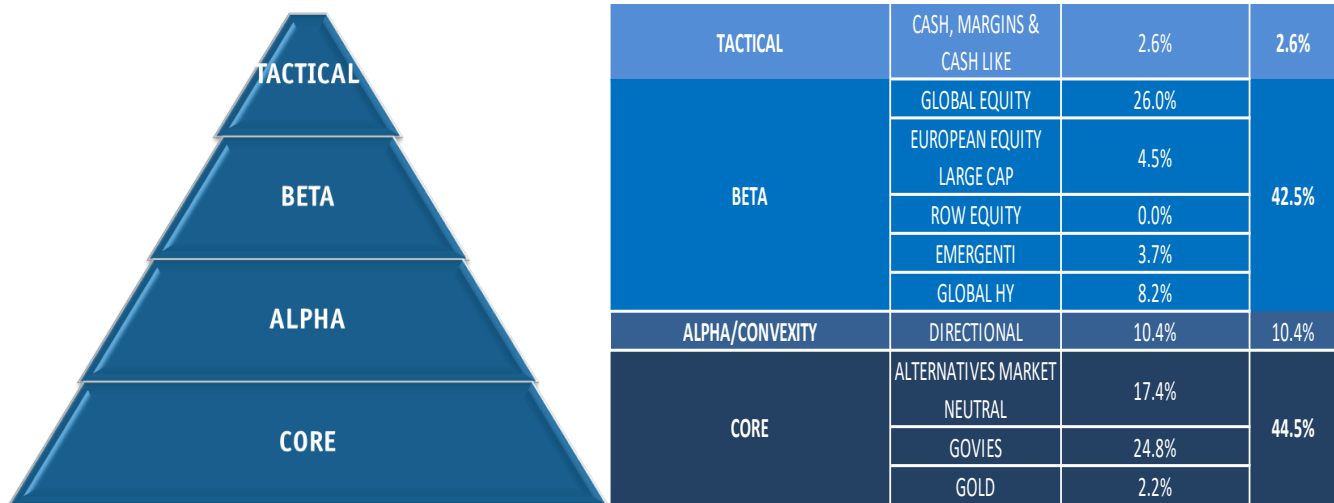 TACTICAL
BETA
ALPHA
CORE
TACTICAL
CASH, MARGINS &
CASH LIKE
2.6%
2.6%
BETA
GLOBAL EQUITY
26.0%
EUROPEAN EQUITY
LARGE CAP
4.5%
ROW EQUITY
0.0%
EMERGENTI
3.7%
GLOBAL HY
8.2%
42.5%
ALPHA/CONVEXITY
DIRECTIONAL
10.4%
10.4%
CORE
ALTERNATIVES MARKET
NEUTRAL
17.4%
GOVIES
24.8%
GOLD
2.2%
44.5%